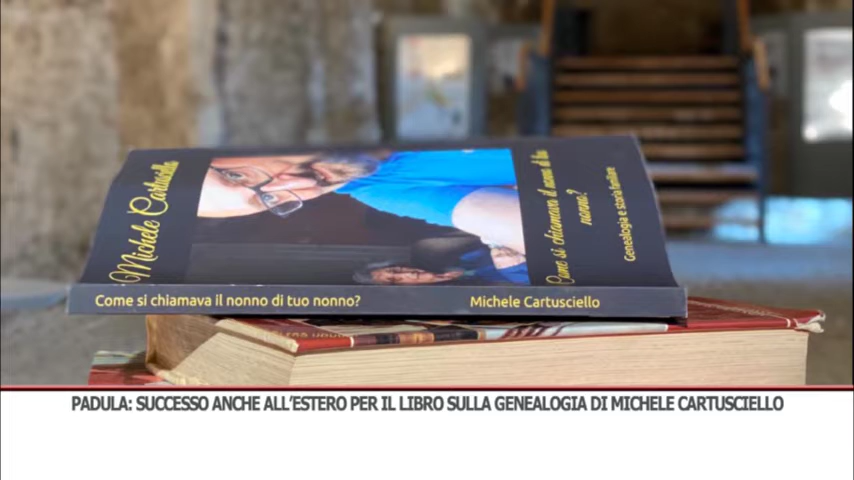 Michele Cartusciello
Come si chiamava il nonno di tuo
nonno?
Genealogia e storia familiare
Come si chiamava il nonno di tuo nonno? Michele Cartusciello
PADULA: SUCCESSO ANCHE ALL'ESTERO PER IL LIBRO SULLA GENEALOGIA DI MICHELE CARTUSCIELLO